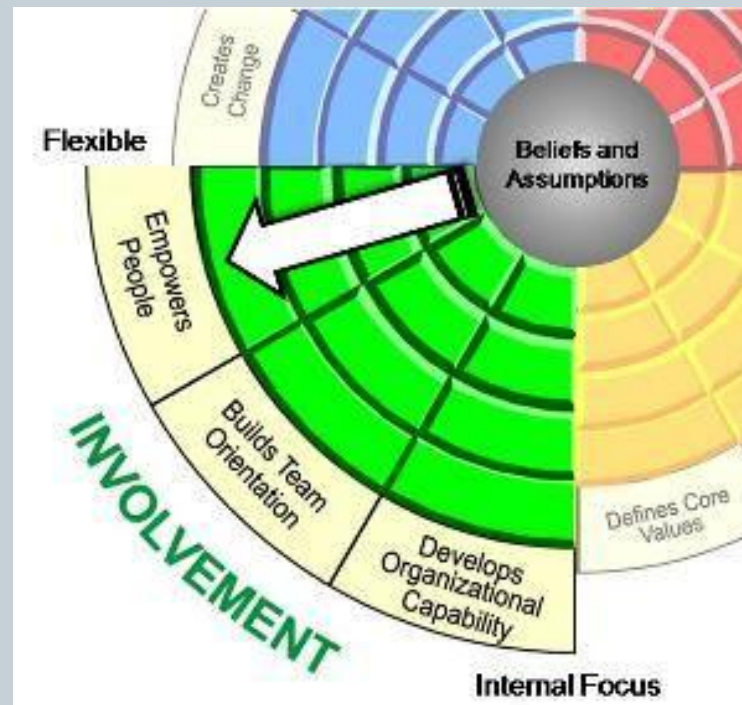 Creates
Change
Flexible
Beliefs and
Assumptions
Empowers
People
Builds Team
Orientation
INVOLVEMENT
Develops
Organizational
Capability
Defines Core
Values
Internal Focus